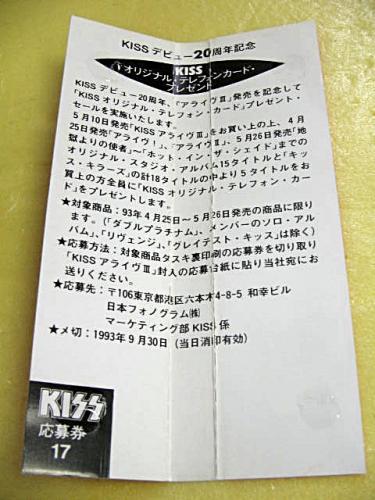 KISSデビュー20周年記念
KISS
オリジナル・テレフォンカード・
プレゼント
KISSデビュー20周年、「アライヴⅢ」発売を記念して
「KISSオリジナル・テレフォン・カード」プレゼント・
セールを実施いたします。
5月10日発売「KISSアライヴⅢ」をお買い上の上、4月
25日発売「アライヴ!」、「アライヴⅡ」、5月26日発売「地
獄よりの使者」〜「ホット・イン・ザ・シェイド」までの
オリジナル・スタジオ・アルバム15タイトルと「キッ
ス・キラーズ」の計18タイトルの中より5タイトルをお
買上の方全員に「KISSオリジナル・テレフォン・カー
ド」をプレゼントします。
★対象商品:93年4月25日〜5月26日発売の商品に限り
ます。(「ダブルプラチナム」、メンバーのソロ・アル
バム、「リヴェンジ」、「グレイテスト・キッス」は除く)
★応募方法:対象商品タスキ裏印刷の応募券を切り取り
「KISSアライヴⅢ」封入の応募台紙に貼り当社宛にお
送りください。
★応募先:〒106東京都港区六本木4-8-5 和幸ビル
日本フォノグラム㈱
マーケティング部KISS係
★〆切:1993年9月30日(当日消印有効)
KISS
応募券
17